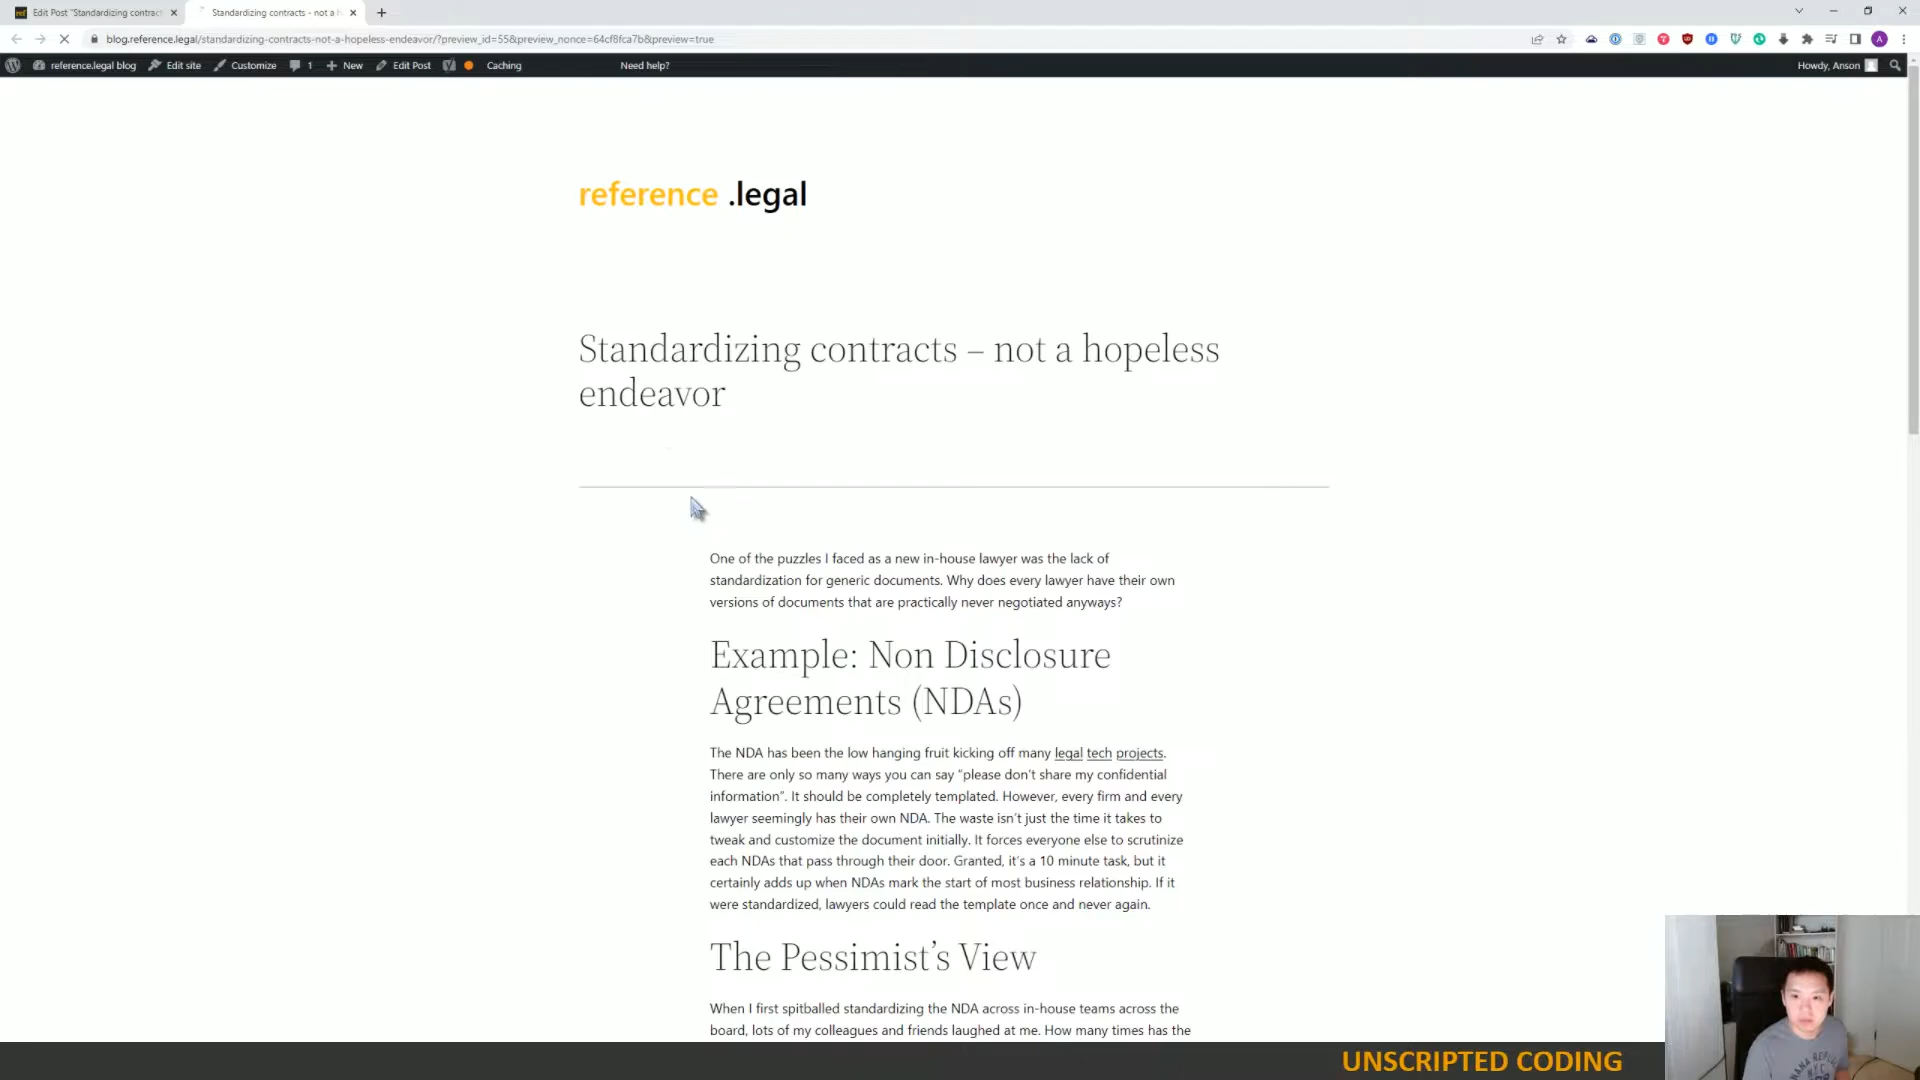 Edit Post "Standardizing contract
Standardizing contracts - not a h
blog.reference.legal/standardizing-contracts-not-a-hopeless-endeavor/?preview_id=55&preview_nonce=64cf8fca7b&preview=true
reference.legal blog Edit site Customize 1 New Edit Post Caching Need help? Howdy, Anson
reference .legal
Standardizing contracts – not a hopeless
endeavor
One of the puzzles I faced as a new in-house lawyer was the lack of
standardization for generic documents. Why does every lawyer have their own
versions of documents that are practically never negotiated anyways?
Example: Non Disclosure
Agreements (NDAs)
The NDA has been the low hanging fruit kicking off many legal tech projects.
There are only so many ways you can say "please don't share my confidential
information". It should be completely templated. However, every firm and every
lawyer seemingly has their own NDA. The waste isn't just the time it takes to
tweak and customize the document initially. It forces everyone else to scrutinize
each NDAs that pass through their door. Granted, it's a 10 minute task, but it
certainly adds up when NDAs mark the start of most business relationship. If it
were standardized, lawyers could read the template once and never again.
The Pessimist's View
When I first spitballed standardizing the NDA across in-house teams across the
board, lots of my colleagues and friends laughed at me. How many times has the
UNSCRIPTED CODING